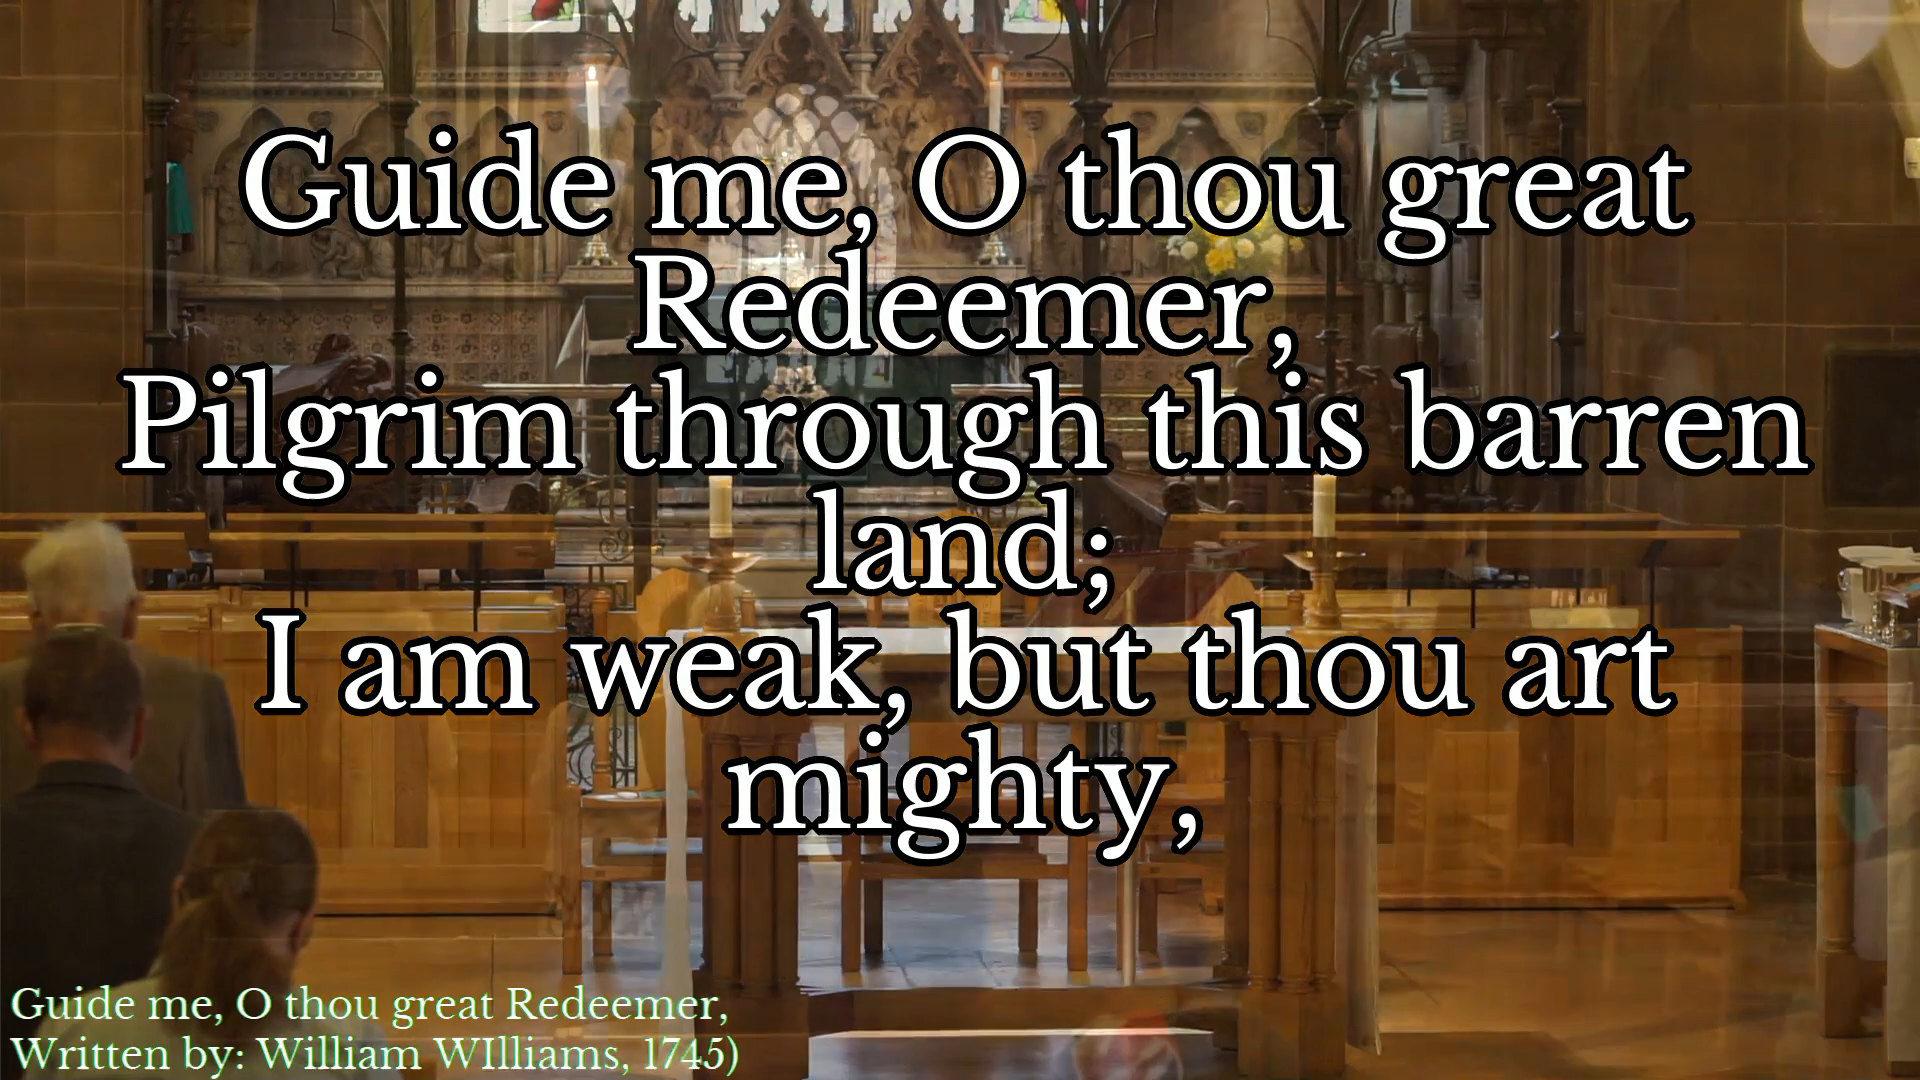 Guide me, O thou great
Redeemer,
Pilgrim through this barren
land;
I am weak, but thou art
mighty,
Guide me, O thou great Redeemer,
Written by: William WIlliams, 1745)